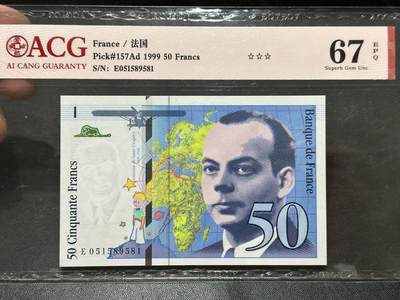 ACG
AI CANG GUARANTY
France / 法国
Pick#157Ad 1999 50 Francs
S/N: E051589581
☆☆☆
67
EPQ
Superb Gem Unc
50 Cinquante Francs
Banque de France
E 051589581
50